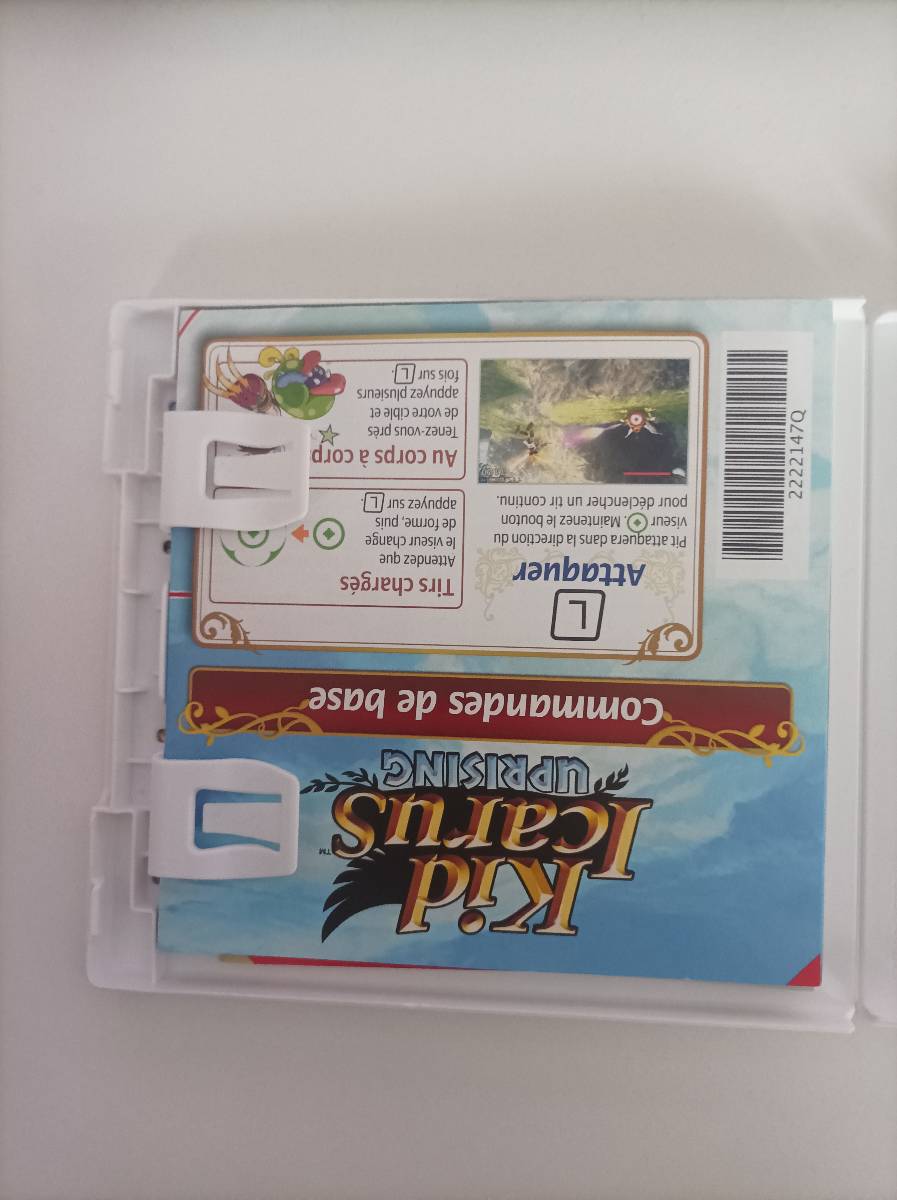 Kid
Icarus™
UPRISING
Commandes de base
L
Attaquer
Pit attaquera dans la direction du
viseur. Maintenez le bouton
pour déclencher un tir continu.
Tirs chargés
Attendez que
le viseur change
de forme, puis
appuyez sur L.
Au corps à corp
Tenez-vous près
de votre cible et
appuyez plusieurs
fois sur L.
2222147Q